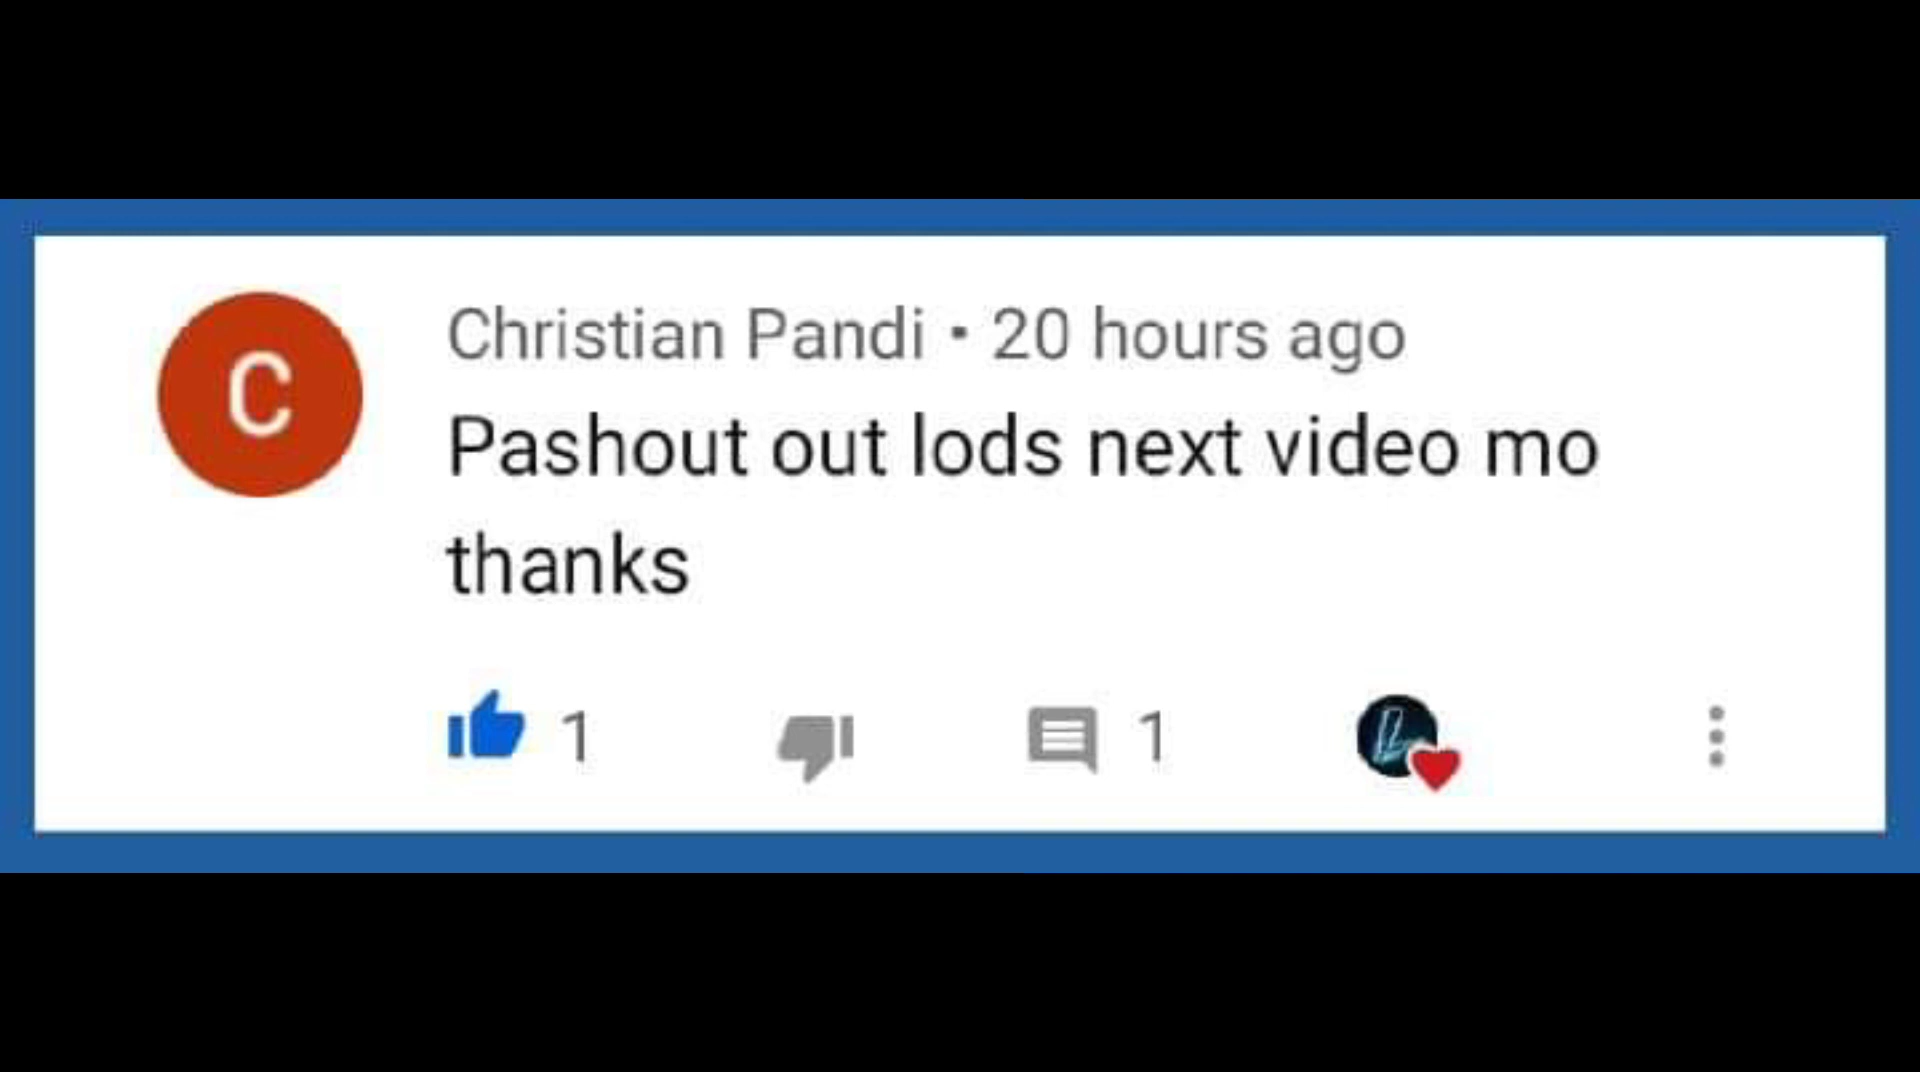 C
Christian Pandi • 20 hours ago
Pashout out lods next video mo
thanks
1
1
L